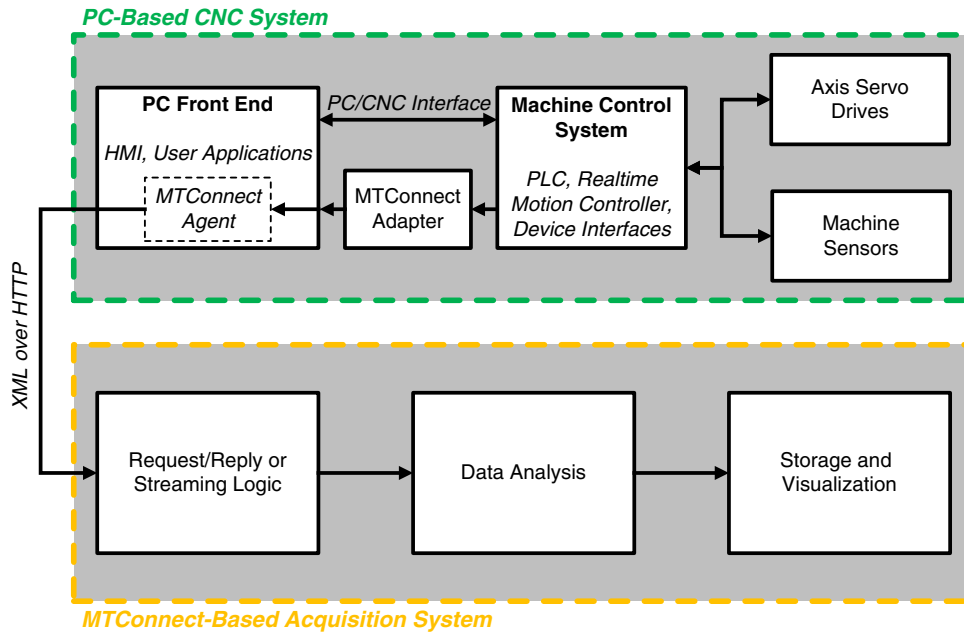 PC-Based CNC System
PC Front End
HMI, User Applications
MTConnect
Agent
PC/CNC Interface
MTConnect
Adapter
Machine Control
System
PLC, Realtime
Motion Controller,
Device Interfaces
Axis Servo
Drives
Machine
Sensors
XML over HTTP
Request/Reply or
Streaming Logic
Data Analysis
Storage and
Visualization
MTConnect-Based Acquisition System